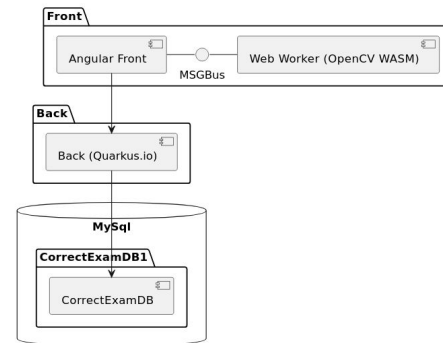 Front
Angular Front
Web Worker (OpenCV WASM)
MSGBus
Back
Back (Quarkus.io)
MySql
CorrectExamDB1
CorrectExamDB